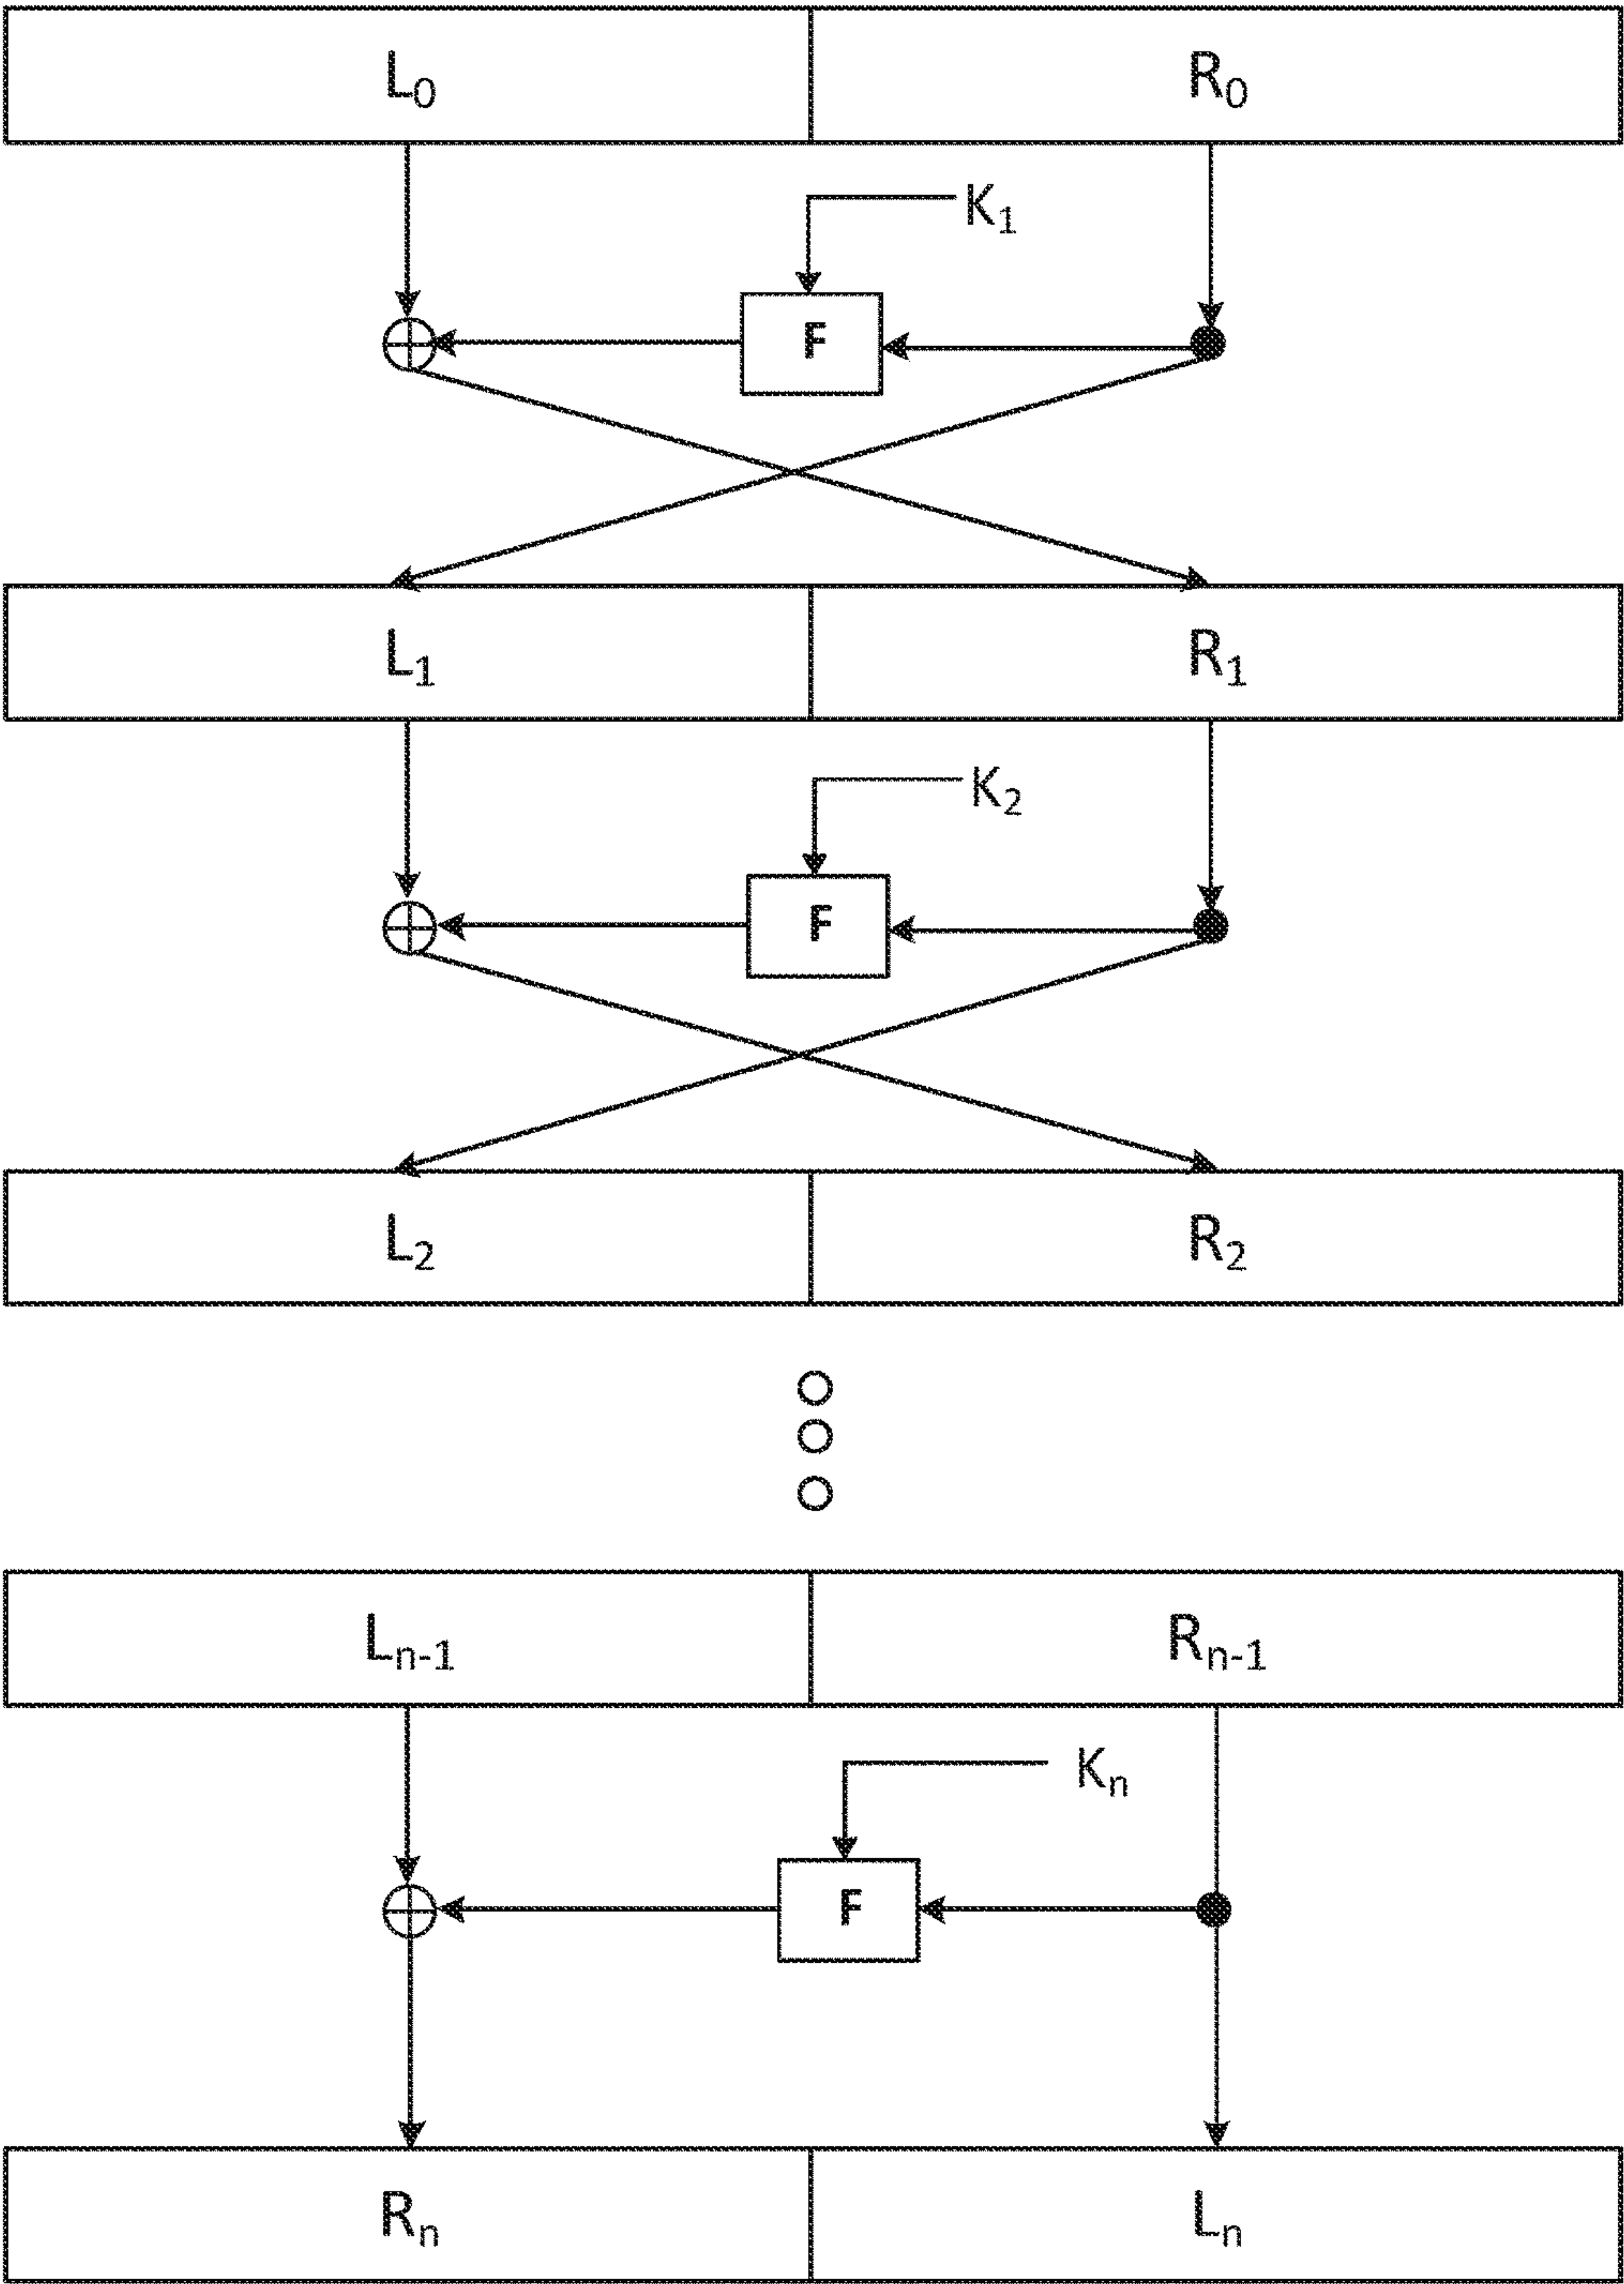 L₀ R₀
K₁
F
L₁ R₁
K₂
F
L₂ R₂
Lₙ₋₁ Rₙ₋₁
Kₙ
F
Rₙ Lₙ